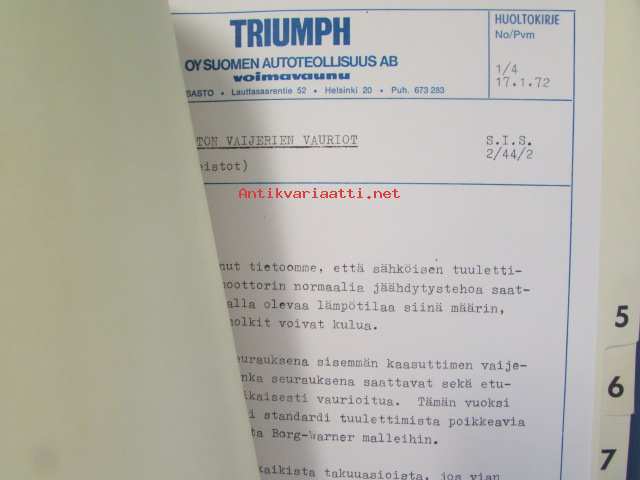 TRIUMPH
HUOLTOKIRJE
No/Pvm
OY SUOMEN AUTOTEOLLISUUS AB
voimavaunu
1/4
17.1.72
SASTO • Lauttasaarentie 52 • Helsinki 20 • Puh. 673 283
TON VAIJERIEN VAURIOT
S.I.S.
2/44/2
eistot)
Antikvariaatti.net
nut tietoomme, että sähköisen tuuletti-
moottorin normaalia jäähdytystehoa saat-
alla olevaa lämpötilaa siinä määrin,
holkit voivat kulua.
5
eurauksena sisemmän kaasuttimen vaije-
nka seurauksena saattavat sekä etu-
ikaisesti vaurioitua. Tämän vuoksi
6
i standardi tuulettimista poikkeavia
ta Borg-Warner malleihin.
7
kaikista takuuasioista, jos vian